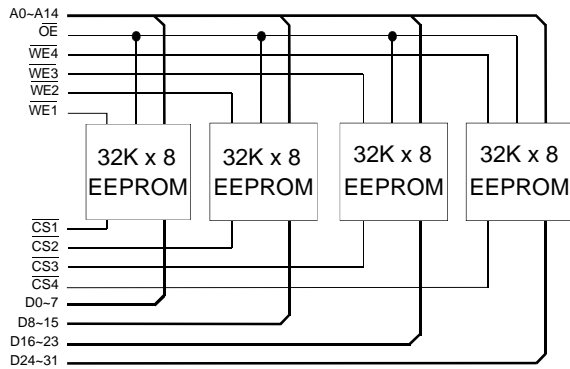 A0~A14
OE
WE4
WE3
WE2
WE1
32K x 8
EEPROM
32K x 8
EEPROM
32K x 8
EEPROM
32K x 8
EEPROM
CS1
CS2
CS3
CS4
D0~7
D8~15
D16~23
D24~31